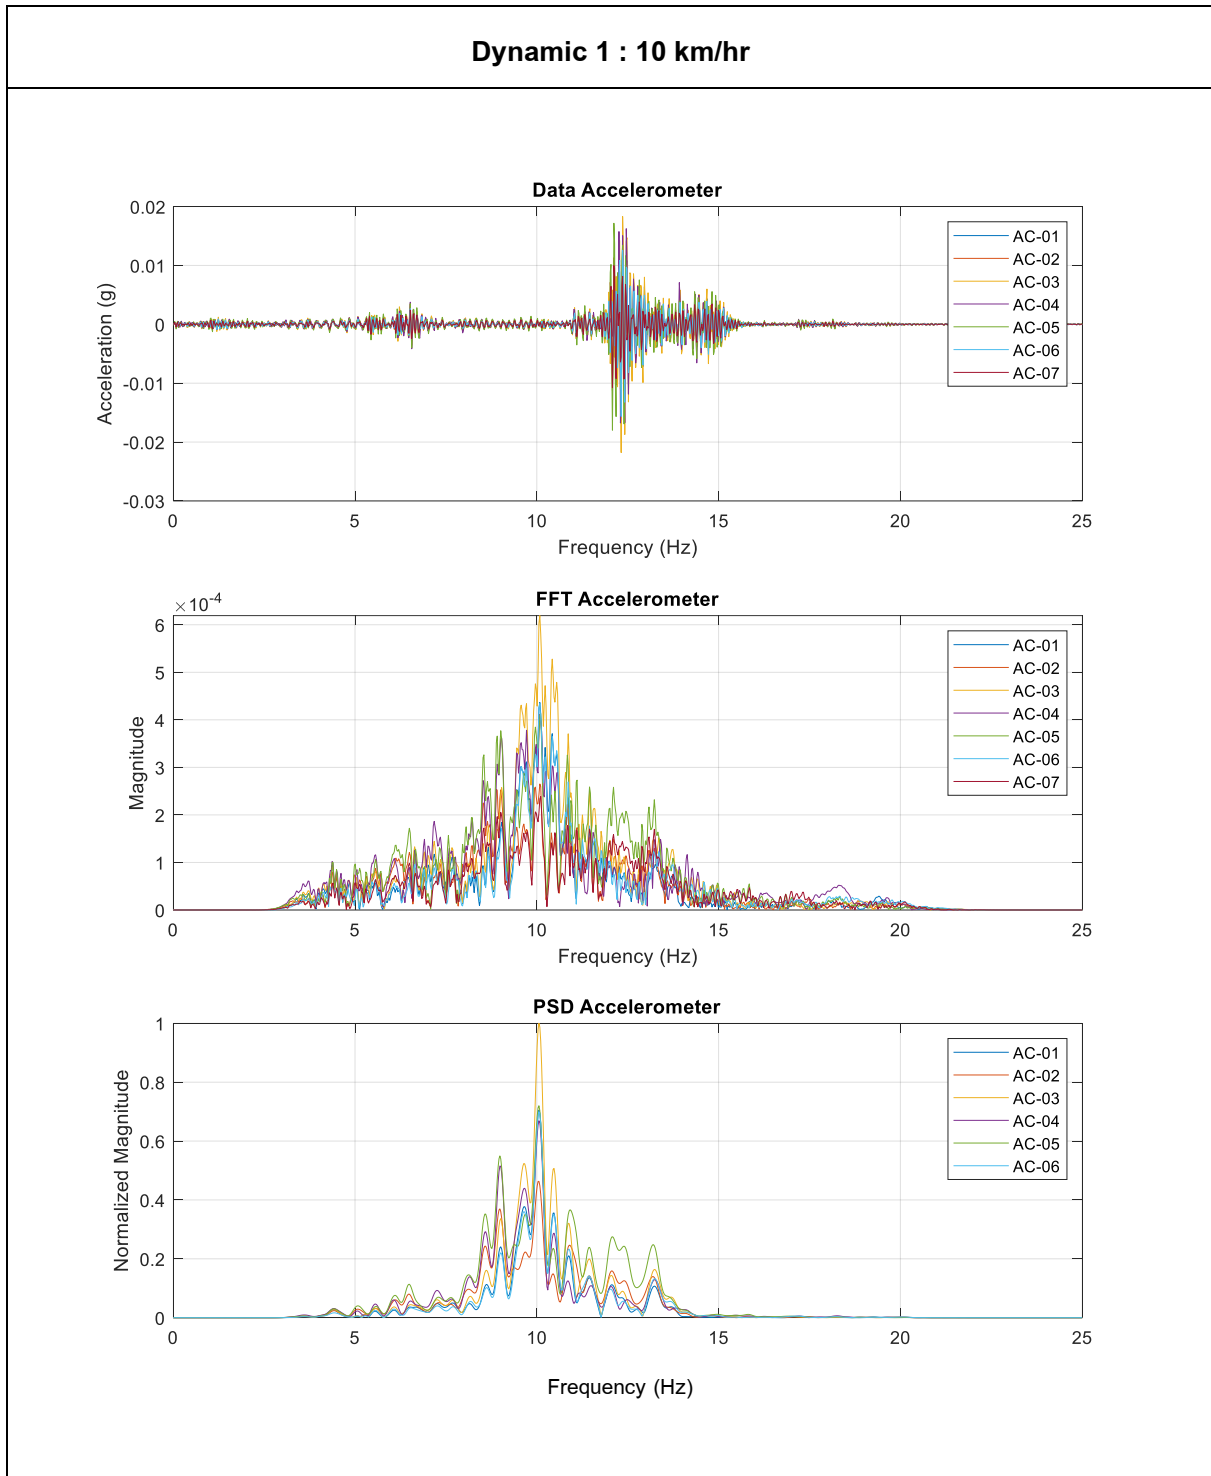 Dynamic 1 : 10 km/hr
Data Accelerometer
Acceleration (g)
0.02
0.01
0
-0.01
-0.02
-0.03
0 5 10 15 20 25
Frequency (Hz)
AC-01
AC-02
AC-03
AC-04
AC-05
AC-06
AC-07
FFT Accelerometer
×10-4
Magnitude
6
5
4
3
2
1
0
0 5 10 15 20 25
Frequency (Hz)
AC-01
AC-02
AC-03
AC-04
AC-05
AC-06
AC-07
PSD Accelerometer
Normalized Magnitude
1
0.8
0.6
0.4
0.2
0
0 5 10 15 20 25
Frequency (Hz)
AC-01
AC-02
AC-03
AC-04
AC-05
AC-06